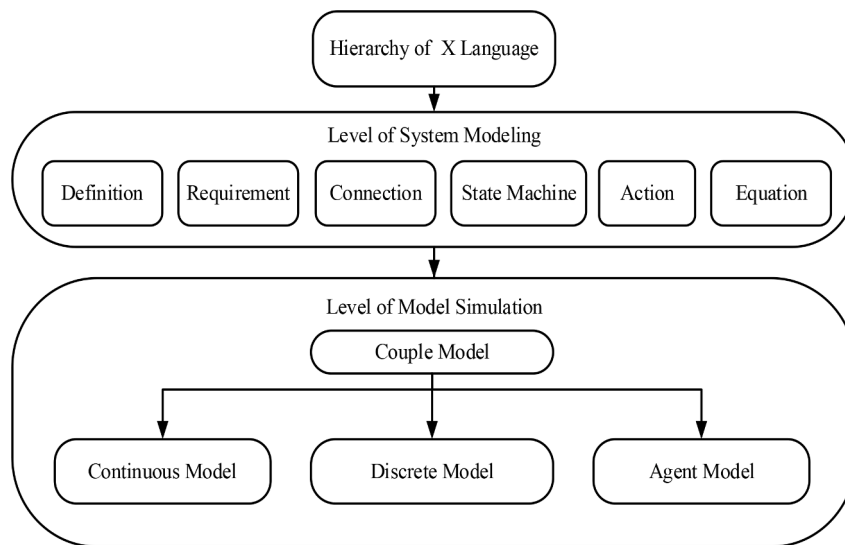 Hierarchy of X Language
Level of System Modeling
Definition
Requirement
Connection
State Machine
Action
Equation
Level of Model Simulation
Couple Model
Continuous Model
Discrete Model
Agent Model